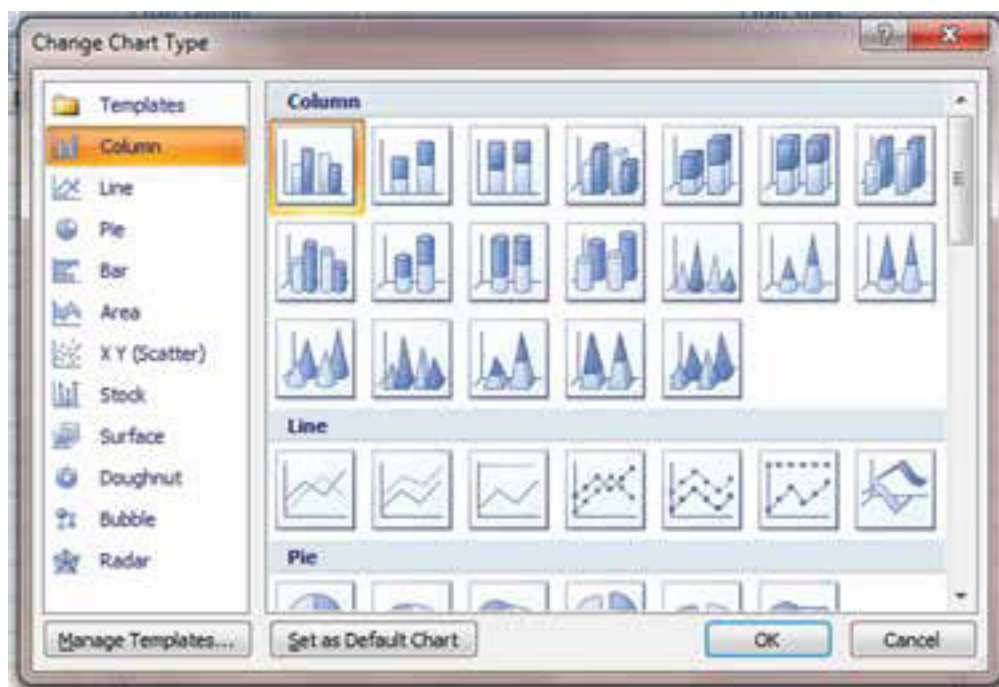 Change Chart Type
Templates
Column
Line
Pie
Bar
Area
X Y (Scatter)
Stock
Surface
Doughnut
Bubble
Radar
Column
Line
Pie
Manage Templates...
Set as Default Chart
OK
Cancel